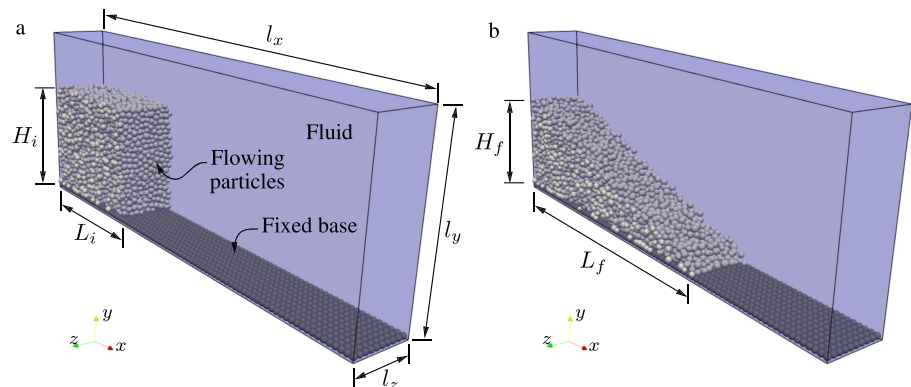 a
l_x
H_i
Fluid
Flowing
particles
Fixed base
L_i
l_y
y
z
x
l_z
b
H_f
L_f
y
z
x